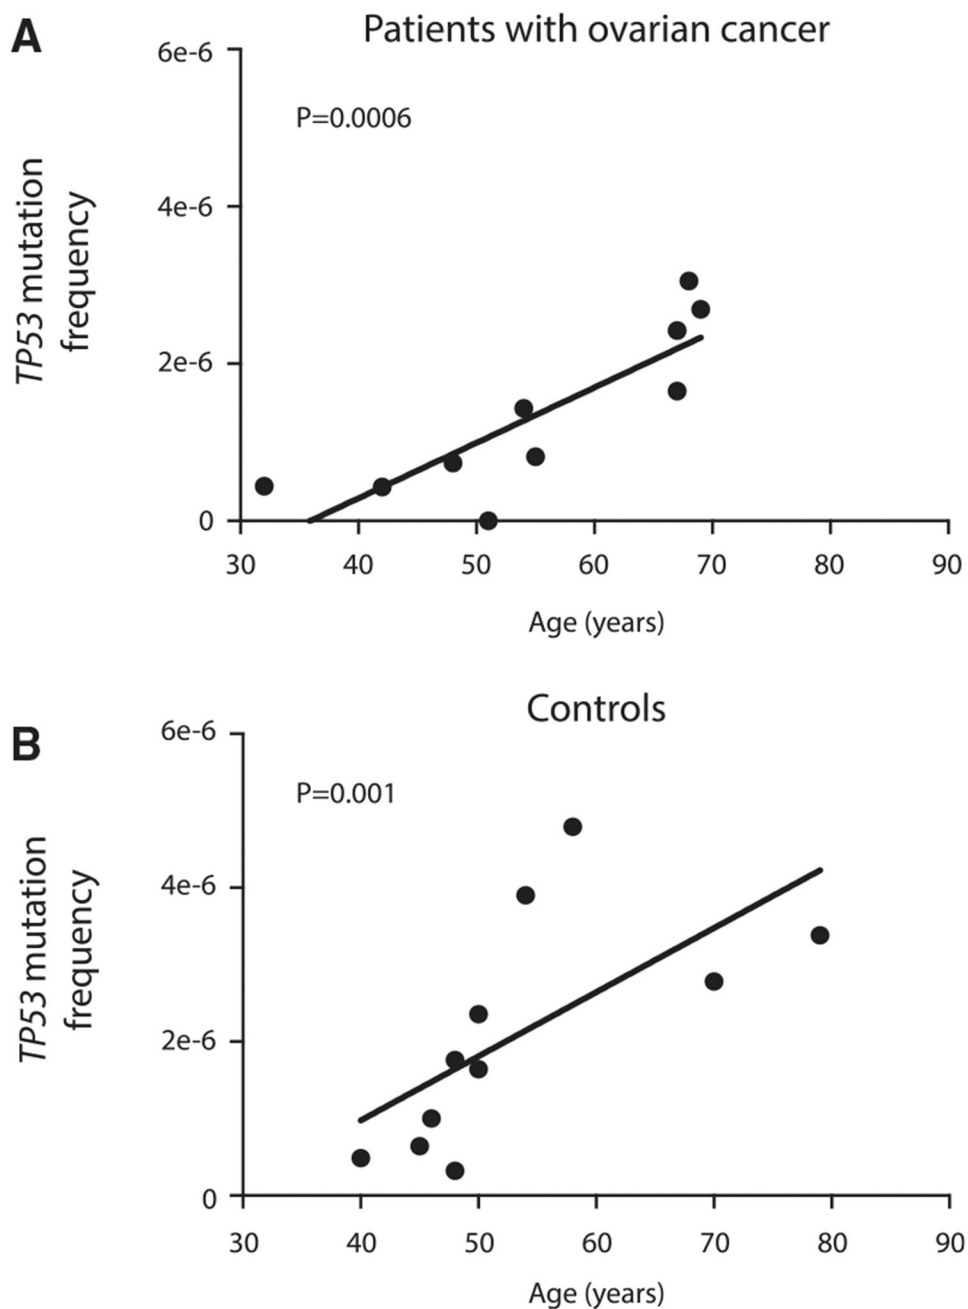 A
Patients with ovarian cancer
6e-6
P=0.0006
4e-6
TP53 mutation
frequency
2e-6
0
30 40 50 60 70 80 90
Age (years)
B
Controls
6e-6
P=0.001
4e-6
TP53 mutation
frequency
2e-6
0
30 40 50 60 70 80 90
Age (years)